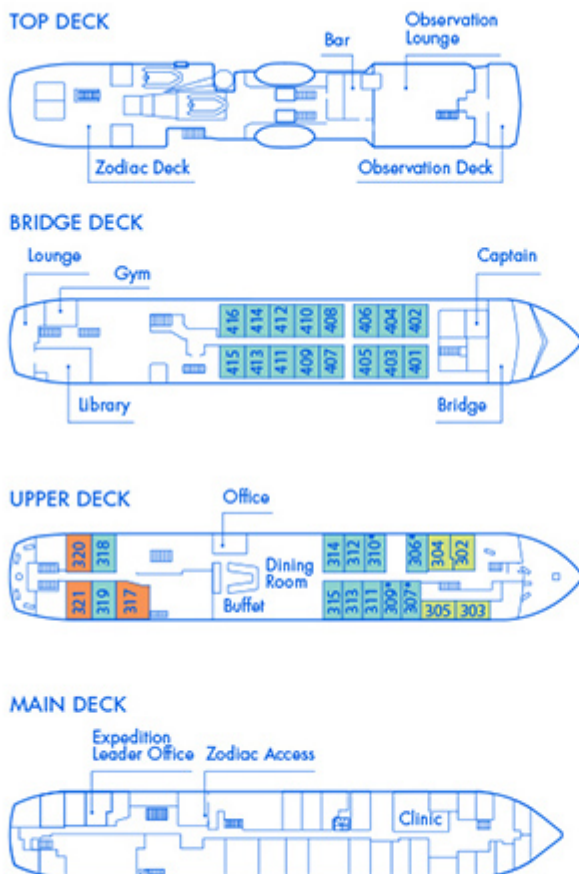 TOP DECK
Bar
Observation
Lounge
Zodiac Deck
Observation Deck
BRIDGE DECK
Lounge
Gym
Captain
416 414 412 410 408 406 404 402
415 413 411 409 407 405 403 401
Library
Bridge
UPPER DECK
Office
320 318 314 312 310* 306* 304 302
Dining
Room
Buffet
321 319 317 315 313 311 309* 307* 305 303
MAIN DECK
Expedition
Leader Office
Zodiac Access
Clinic